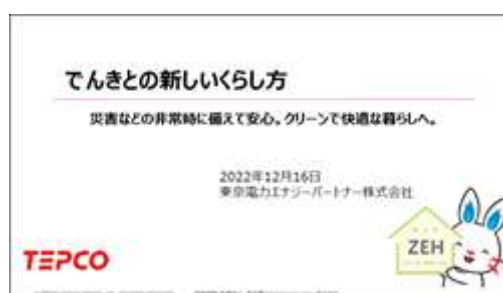 でんきとの新しいくらし方
災害などの非常時に備えて安心。クリーンで快適な暮らしへ。
2022年12月16日
東京電力エナジーパートナー株式会社
ZEH
TEPCO